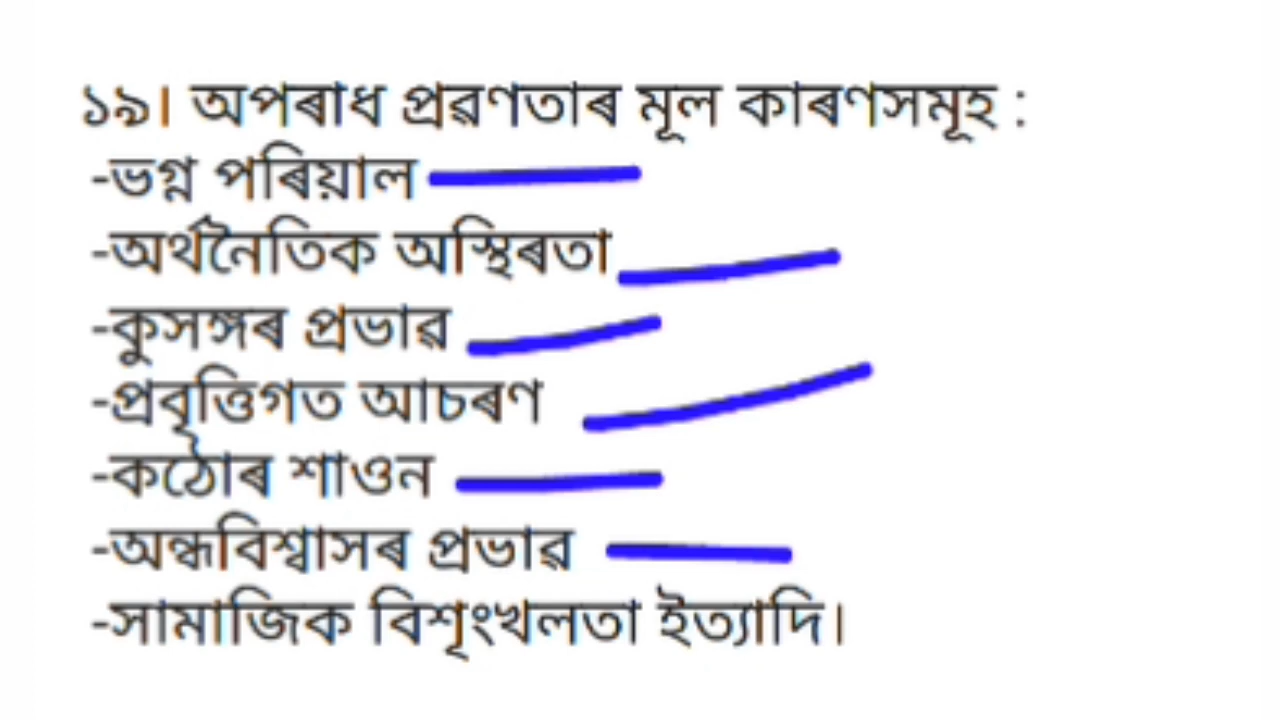 ১৯। অপৰাধ প্ৰৱণতাৰ মূল কাৰণসমূহ :
-ভগ্ন পৰিয়াল
-অৰ্থনৈতিক অস্থিৰতা
-কুসঙ্গৰ প্ৰভাৱ
-প্ৰবৃত্তিগত আচৰণ
-কঠোৰ শাওন
-অন্ধবিশ্বাসৰ প্ৰভাৱ
-সামাজিক বিশৃংখলতা ইত্যাদি।